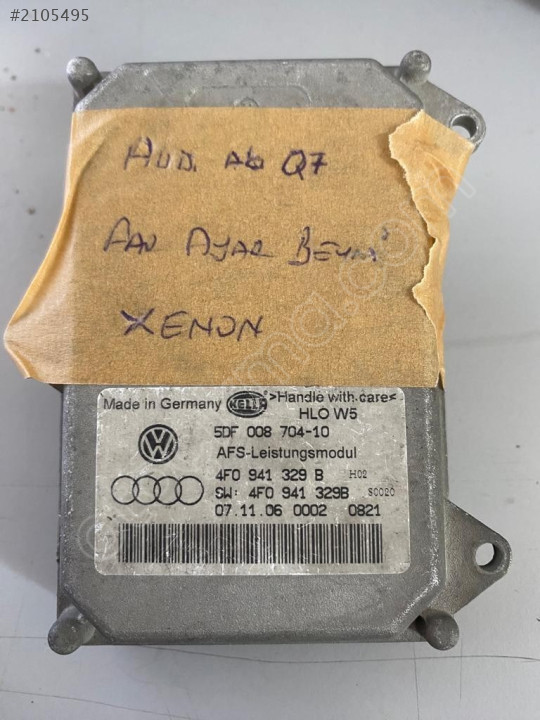 #2105495
AUDİ A6 Q7
FAR AYAR BEYNİ
XENON
Made in Germany HELLA >Handle with care<
HLO W5
5DF 008 704-10
AFS-Leistungsmodul
4F0 941 329 B H02
SW: 4F0 941 329B S0020
07.11.06 0002 0821